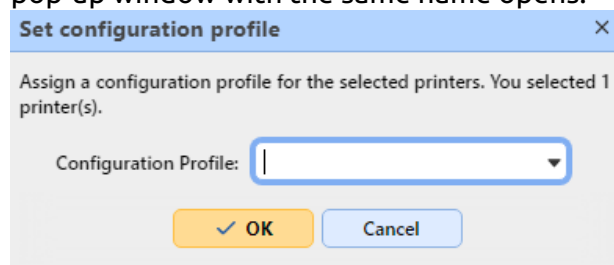 pop-up window with the same name opens.
Set configuration profile
Assign a configuration profile for the selected printers. You selected 1
printer(s).
Configuration Profile:
OK
Cancel